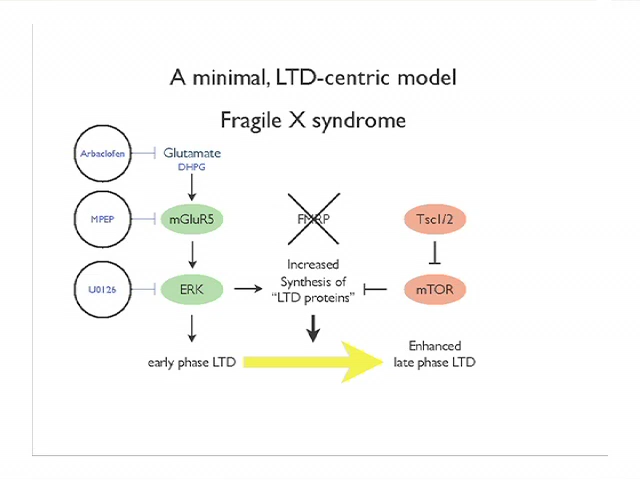 A minimal, LTD-centric model
Fragile X syndrome
Arbaclofen
Glutamate
DHPG
MPEP
mGluR5
FMRP
Tsc1/2
Increased
Synthesis of
"LTD proteins"
U0126
ERK
mTOR
early phase LTD
Enhanced
late phase LTD